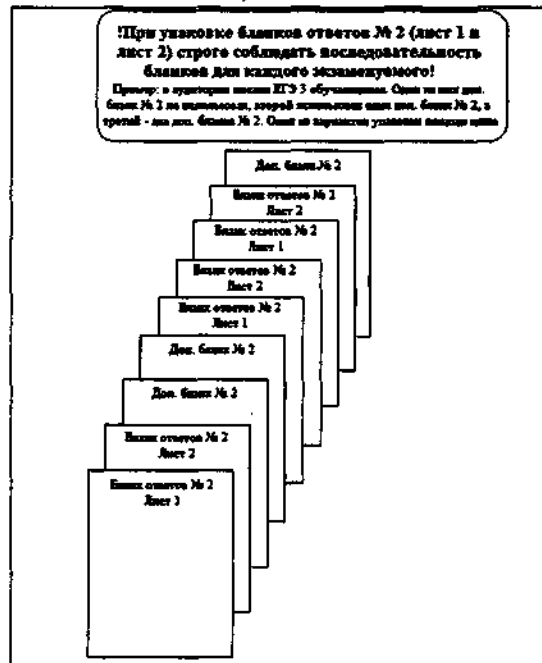 !При упаковке бланков ответов № 2 (лист 1 и
лист 2) строго соблюдать последовательность
бланков для каждого экзаменуемого!
Пример: в аудитории писали ЕГЭ 3 обучающихся. Один из них доп.
бланк № 2 не использовал, второй использовал один доп. бланк № 2, а
третий - два доп. бланка № 2. Один из вариантов упаковки
Доп. бланк № 2
Бланк ответов № 2
Лист 2
Бланк ответов № 2
Лист 1
Бланк ответов № 2
Лист 2
Бланк ответов № 2
Лист 1
Доп. бланк № 2
Доп. бланк № 2
Бланк ответов № 2
Лист 2
Бланк ответов № 2
Лист 1